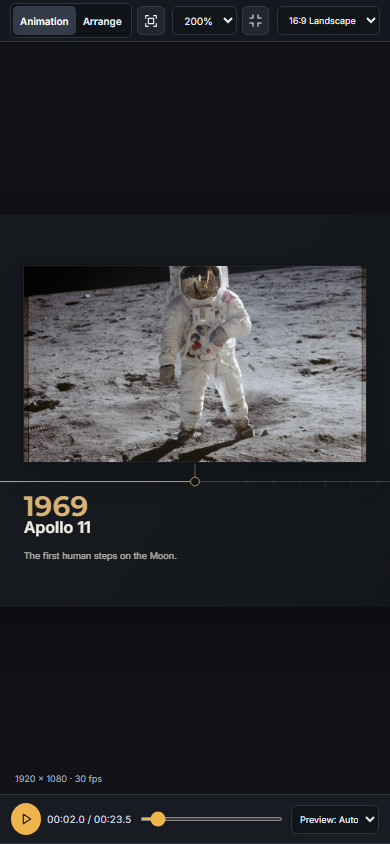 Animation Arrange 200% 16:9 Landscape
1969
Apollo 11
The first human steps on the Moon.
1920 × 1080 · 30 fps
00:02.0 / 00:23.5 Preview: Auto